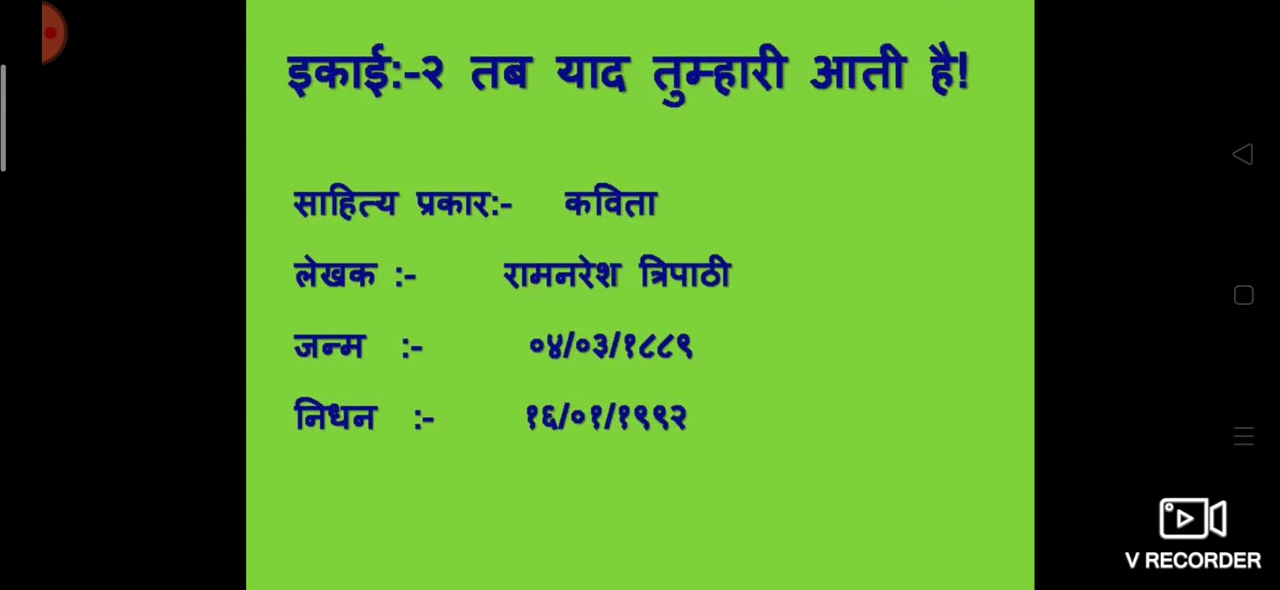 इकाई:-२ तब याद तुम्हारी आती है!
साहित्य प्रकार:- कविता
लेखक :- रामनरेश त्रिपाठी
जन्म :- ०४/०३/१८८९
निधन :- १६/०१/१९९२
V RECORDER